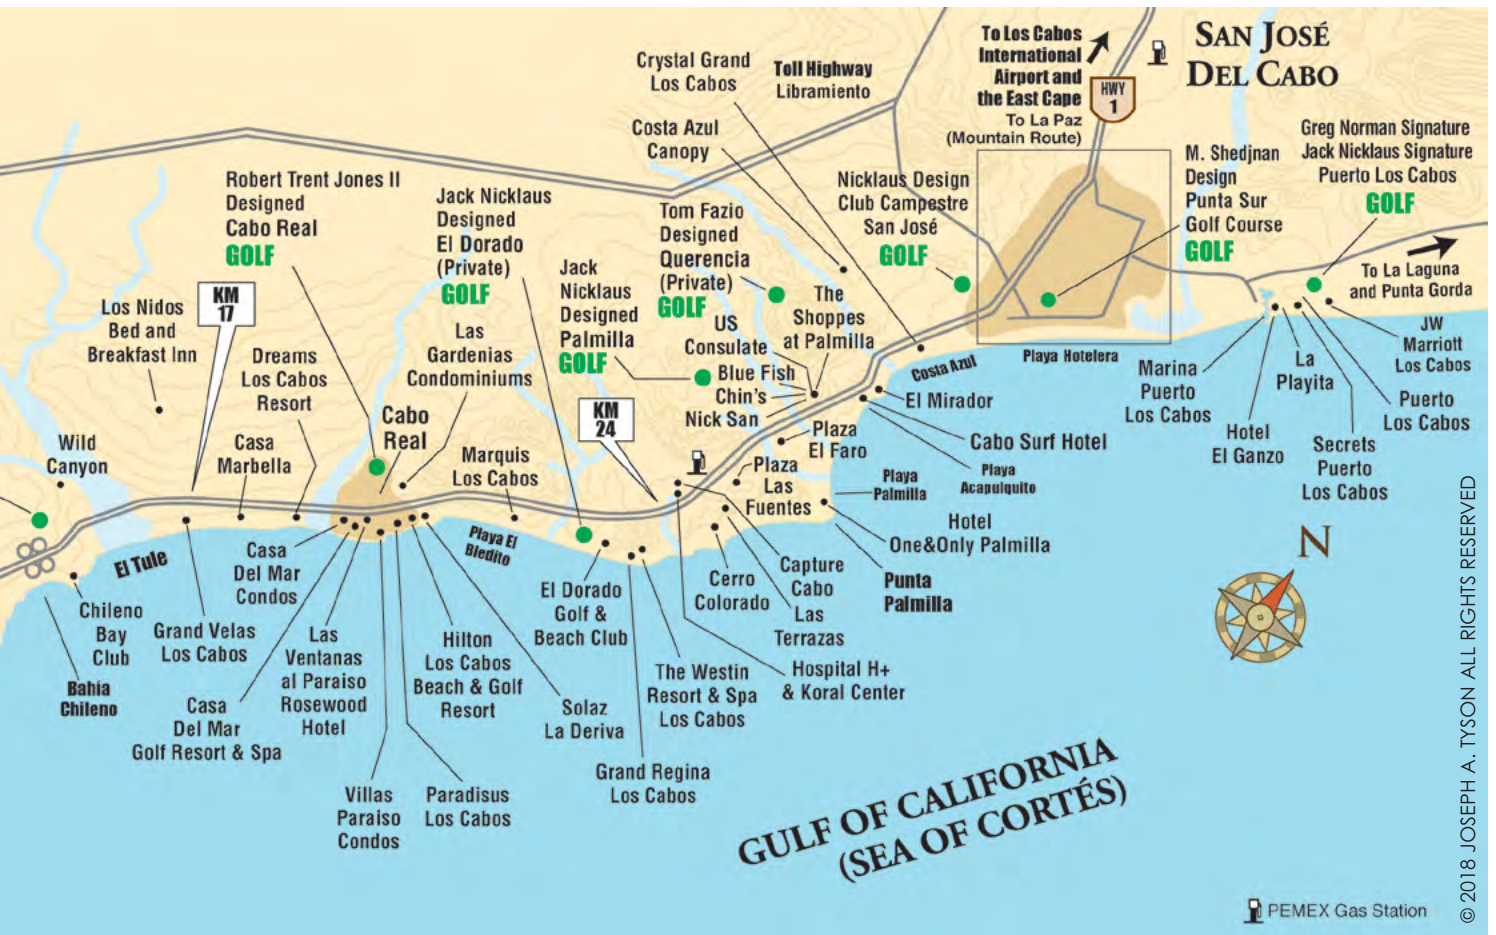 Crystal Grand
Los Cabos
Toll Highway
Libramiento
Costa Azul
Canopy
To Los Cabos
International
Airport and
the East Cape
To La Paz
(Mountain Route)
HWY
1
SAN JOSÉ
DEL CABO
Greg Norman Signature
Jack Nicklaus Signature
Puerto Los Cabos
GOLF
M. Shedjnan
Design
Punta Sur
Golf Course
GOLF
To La Laguna
and Punta Gorda
Nicklaus Design
Club Campestre
San José
GOLF
Robert Trent Jones II
Designed
Cabo Real
GOLF
Jack Nicklaus
Designed
El Dorado
(Private)
GOLF
Tom Fazio
Designed
Querencia
(Private)
GOLF
Jack
Nicklaus
Designed
Palmilla
GOLF
The
Shoppes
at Palmilla
US
Consulate
Blue Fish
Chin's
Nick San
KM
17
Los Nidos
Bed and
Breakfast Inn
Dreams
Los Cabos
Resort
Las
Gardenias
Condominiums
Cabo
Real
KM
24
Wild
Canyon
Casa
Marbella
Marquis
Los Cabos
Plaza
El Faro
Plaza
Las
Fuentes
Costa Azul
El Mirador
Cabo Surf Hotel
Playa
Acapulquito
Playa
Palmilla
Hotel
One&Only Palmilla
Punta
Palmilla
Playa Hotelera
Marina
Puerto
Los Cabos
Hotel
El Ganzo
La
Playita
Secrets
Puerto
Los Cabos
Puerto
Los Cabos
JW
Marriott
Los Cabos
El Tule
Playa El
Bledito
Chileno
Bay
Club
Bahía
Chileno
Grand Velas
Los Cabos
Casa
Del Mar
Condos
Casa
Del Mar
Golf Resort & Spa
Las
Ventanas
al Paraiso
Rosewood
Hotel
Villas
Paraiso
Condos
Paradisus
Los Cabos
Hilton
Los Cabos
Beach & Golf
Resort
Solaz
La Deriva
El Dorado
Golf &
Beach Club
Grand Regina
Los Cabos
The Westin
Resort & Spa
Los Cabos
Cerro
Colorado
Capture
Cabo
Las
Terrazas
Hospital H+
& Koral Center
N
GULF OF CALIFORNIA
(SEA OF CORTÉS)
PEMEX Gas Station
© 2018 JOSEPH A. TYSON ALL RIGHTS RESERVED